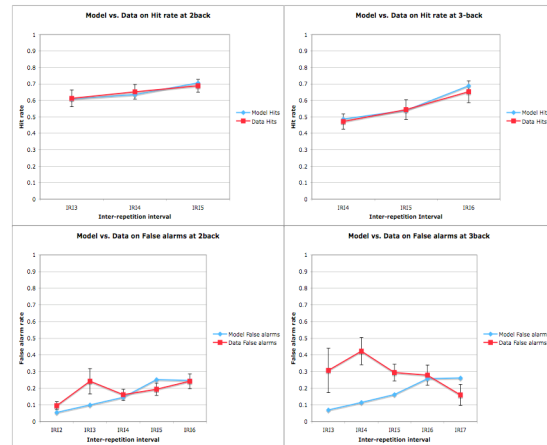 Model vs. Data on Hit rate at 2back
1
0.9
0.8
0.7
0.6
0.5
0.4
0.3
0.2
0.1
0
Hit rate
IRI3 IRI4 IRI5
Inter-repetition interval
Model Hits
Data Hits
Model vs. Data on Hit rate at 3-back
1
0.9
0.8
0.7
0.6
0.5
0.4
0.3
0.2
0.1
0
Hit rate
IRI4 IRI5 IRI6
Inter-repetition Interval
Model Hits
Data Hits
Model vs. Data on False alarms at 2back
1
0.9
0.8
0.7
0.6
0.5
0.4
0.3
0.2
0.1
0
False alarm rate
IRI2 IRI3 IRI4 IRI5 IRI6
Inter-repetition interval
Model False alarms
Data False alarms
Model vs. Data on False alarms at 3back
1
0.9
0.8
0.7
0.6
0.5
0.4
0.3
0.2
0.1
0
False alarm rate
IRI3 IRI4 IRI5 IRI6 IRI7
Inter-repetition interval
Model False alarms
Data False alarms